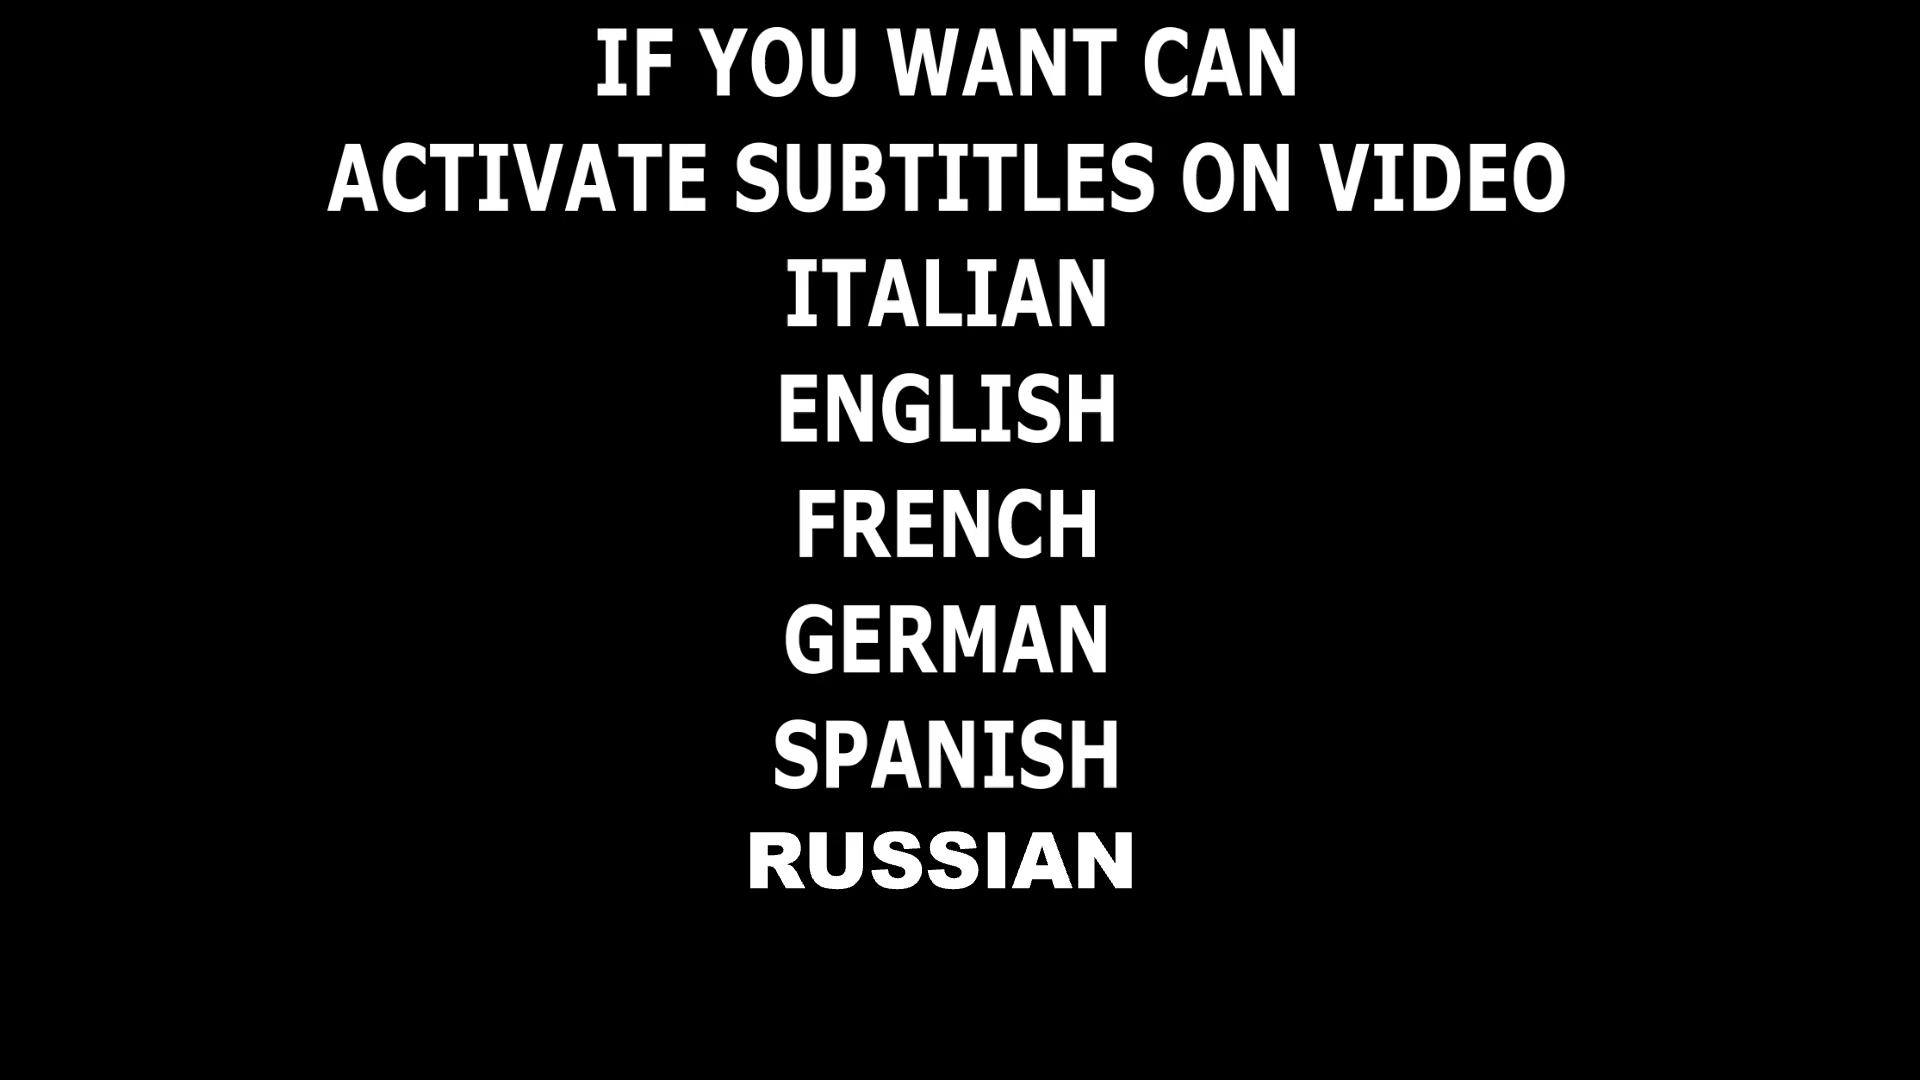 IF YOU WANT CAN
ACTIVATE SUBTITLES ON VIDEO
ITALIAN
ENGLISH
FRENCH
GERMAN
SPANISH
RUSSIAN